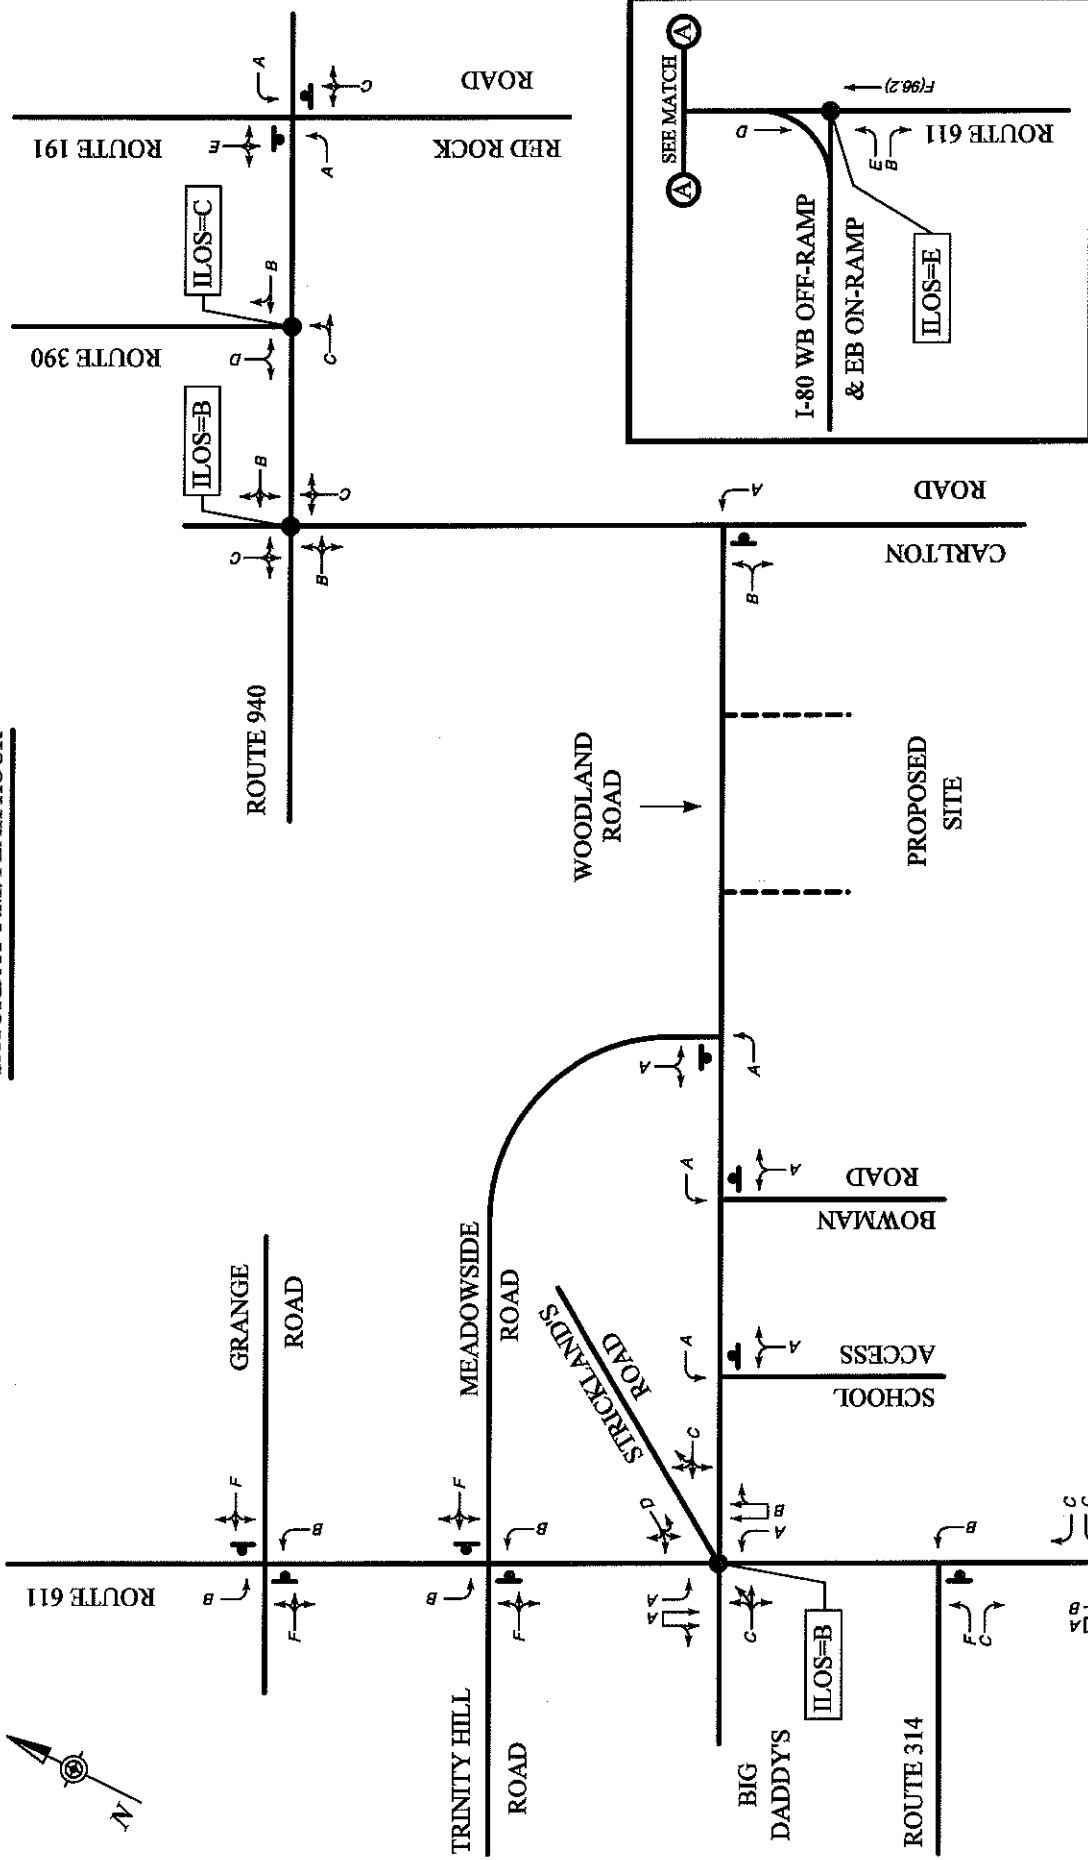 ROUTE 611
GRANGE
ROAD
B
F
F
B
TRINITY HILL
ROAD
MEADOWSIDE
ROAD
B
F
F
B
STRICKLAND'S
ROAD
D
C
A
A
B
A
C
ILOS=B
BIG
DADDY'S
SCHOOL
ACCESS
A
A
BOWMAN
ROAD
A
A
A
A
WOODLAND
ROAD
PROPOSED
SITE
ROUTE 314
F
C
B
C
A
B
N
ROUTE 940
ILOS=B
C
B
B
C
ROUTE 390
ILOS=C
D
B
C
ROUTE 191
RED ROCK
ROAD
E
A
A
C
CARLTON
ROAD
A
B
A
SEE MATCH
A
D
F(96.2)
E
B
I-80 WB OFF-RAMP
& EB ON-RAMP
ROUTE 611
ILOS=E